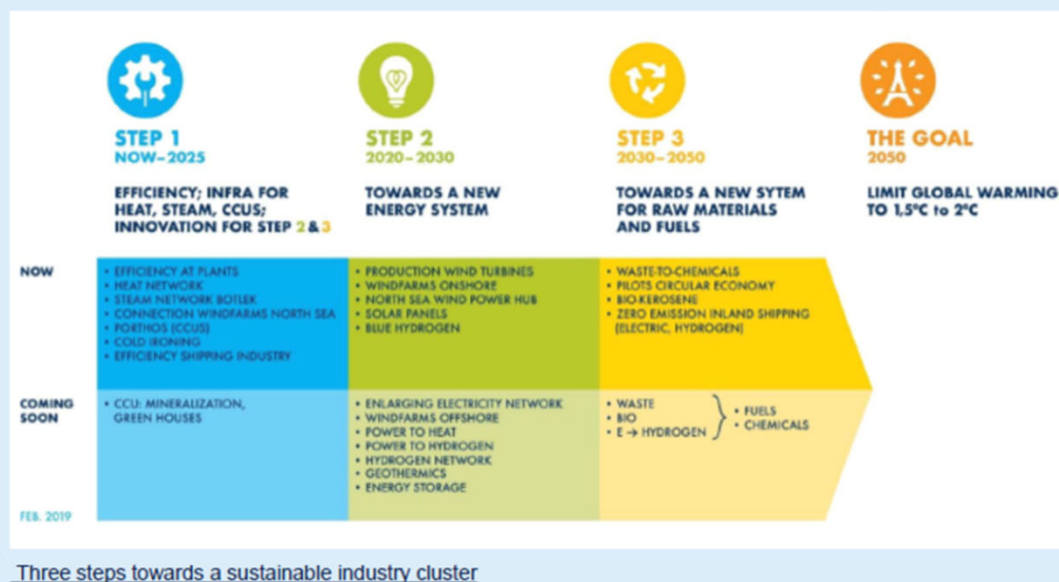 STEP 1
NOW–2025
EFFICIENCY; INFRA FOR
HEAT, STEAM, CCUS;
INNOVATION FOR STEP 2 & 3
STEP 2
2020–2030
TOWARDS A NEW
ENERGY SYSTEM
STEP 3
2030–2050
TOWARDS A NEW SYTEM
FOR RAW MATERIALS
AND FUELS
THE GOAL
2050
LIMIT GLOBAL WARMING
TO 1,5°C to 2°C
NOW
• EFFICIENCY AT PLANTS
• HEAT NETWORK
• STEAM NETWORK BOTLEK
• CONNECTION WINDFARMS NORTH SEA
• PORTHOS (CCUS)
• COLD IRONING
• EFFICIENCY SHIPPING INDUSTRY
• PRODUCTION WIND TURBINES
• WINDFARMS ONSHORE
• NORTH SEA WIND POWER HUB
• SOLAR PANELS
• BLUE HYDROGEN
• WASTE-TO-CHEMICALS
• PILOTS CIRCULAR ECONOMY
• BIO-KEROSENE
• ZERO EMISSION INLAND SHIPPING
(ELECTRIC, HYDROGEN)
COMING
SOON
• CCU: MINERALIZATION,
GREEN HOUSES
• ENLARGING ELECTRICITY NETWORK
• WINDFARMS OFFSHORE
• POWER TO HEAT
• POWER TO HYDROGEN
• HYDROGEN NETWORK
• GEOTHERMICS
• ENERGY STORAGE
• WASTE
• BIO
• E → HYDROGEN
• FUELS
• CHEMICALS
FEB. 2019
Three steps towards a sustainable industry cluster